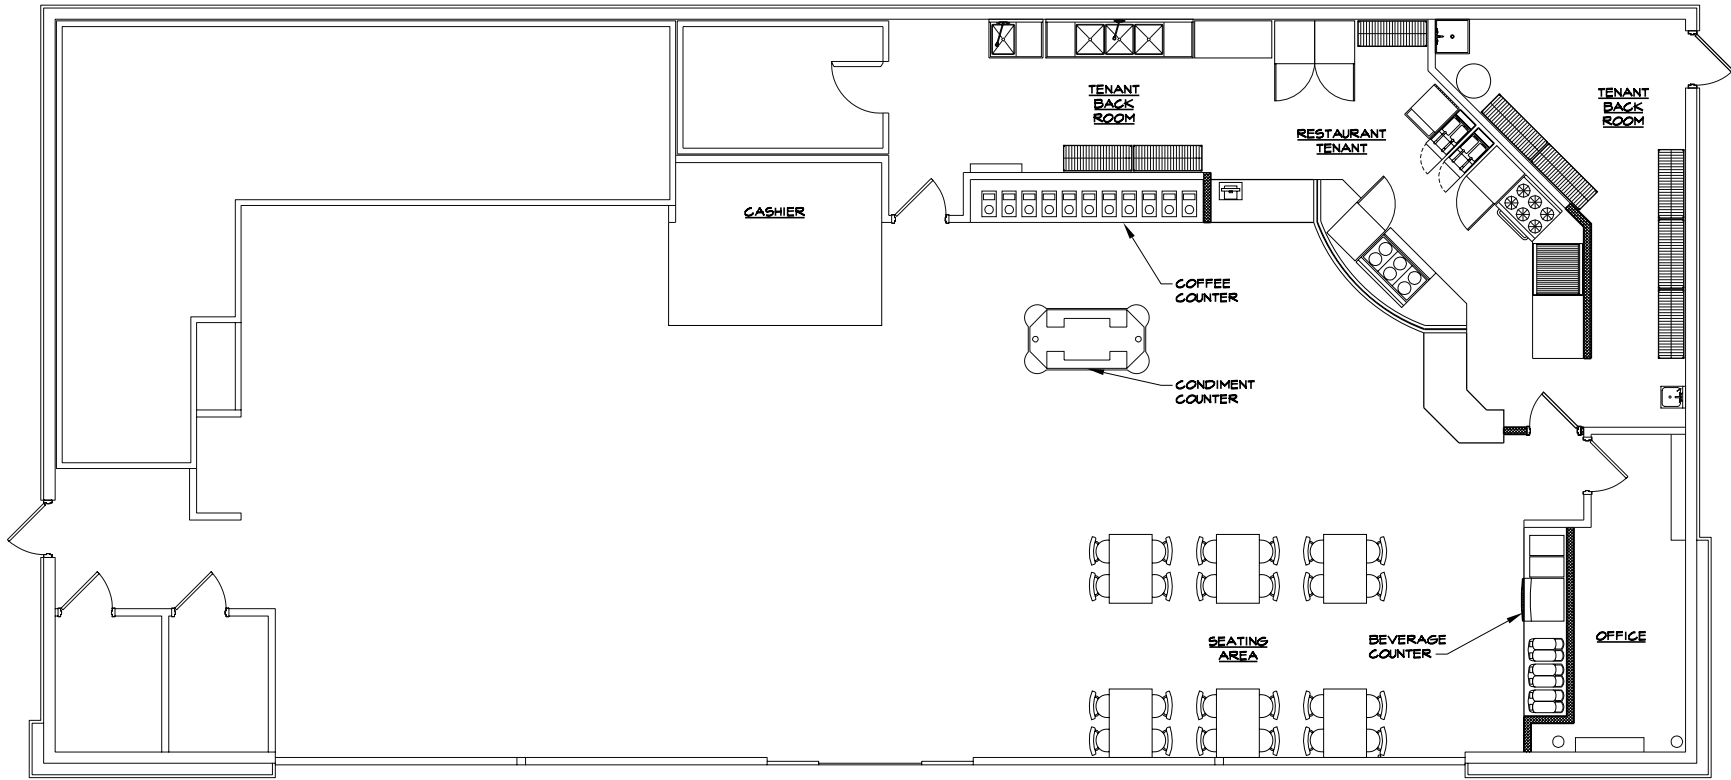 TENANT
BACK
ROOM
RESTAURANT
TENANT
TENANT
BACK
ROOM
CASHIER
COFFEE
COUNTER
CONDIMENT
COUNTER
SEATING
AREA
BEVERAGE
COUNTER
OFFICE